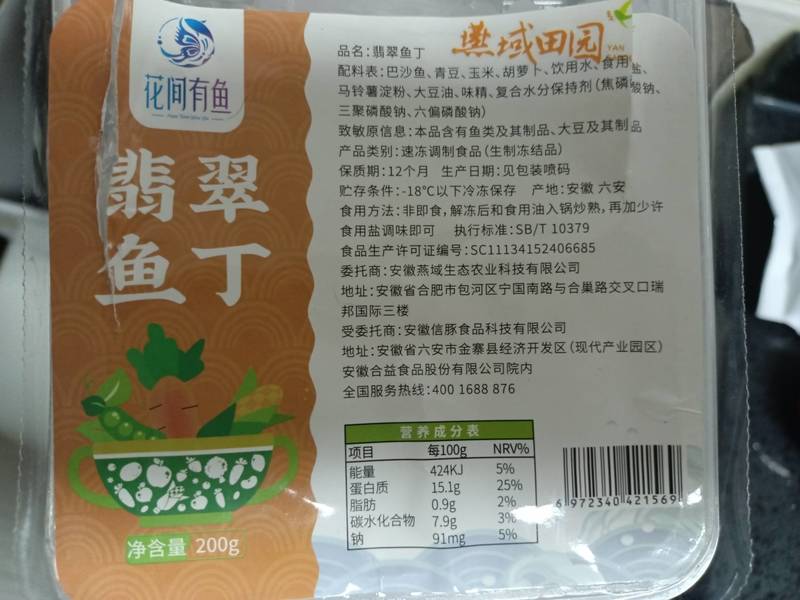 花间有鱼
翡翠
鱼丁
净含量 200g
燕域田园
YAN
品名：翡翠鱼丁
配料表：巴沙鱼、青豆、玉米、胡萝卜、饮用水、食用盐、
马铃薯淀粉、大豆油、味精、复合水分保持剂（焦磷酸钠、
三聚磷酸钠、六偏磷酸钠）
致敏原信息：本品含有鱼类及其制品、大豆及其制品
产品类别：速冻调制食品（生制冻结品）
保质期：12个月 生产日期：见包装喷码
贮存条件：-18℃以下冷冻保存 产地：安徽 六安
食用方法：非即食，解冻后和食用油入锅炒熟，再加少许
食用盐调味即可 执行标准：SB/T 10379
食品生产许可证编号：SC11134152406685
委托商：安徽燕域生态农业科技有限公司
地址：安徽省合肥市包河区宁国南路与合巢路交叉口瑞
邦国际三楼
受委托商：安徽信豚食品科技有限公司
地址：安徽省六安市金寨县经济开发区（现代产业园区）
安徽合益食品股份有限公司院内
全国服务热线：400 1688 876
营养成分表
项目 每100g NRV%
能量 424KJ 5%
蛋白质 15.1g 25%
脂肪 0.9g 2%
碳水化合物 7.9g 3%
钠 91mg 5%
6 972340 421569